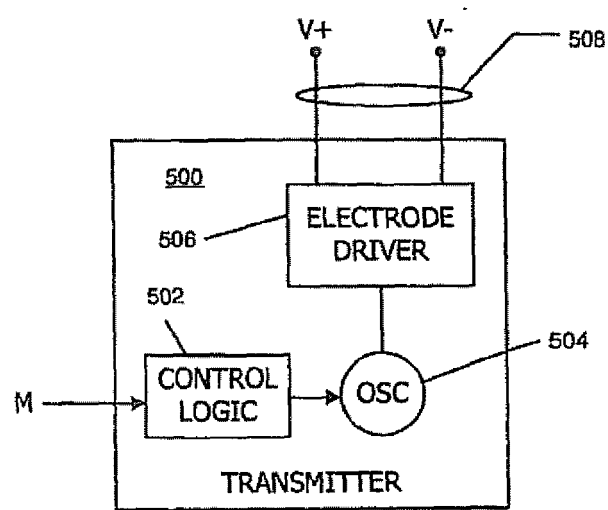 V+ V-
508
500
506
ELECTRODE
DRIVER
502
504
M
CONTROL
LOGIC
OSC
TRANSMITTER